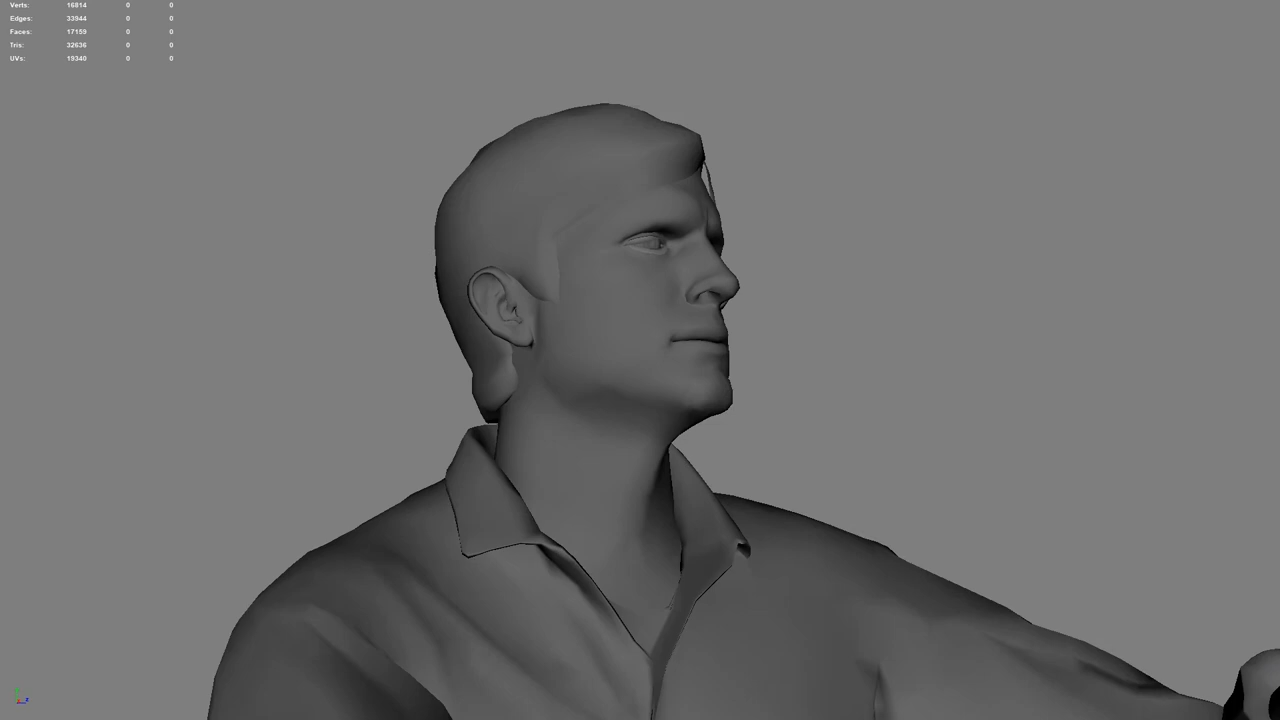 Verts: 16814 0 0
Edges: 33944 0 0
Faces: 17159 0 0
Tris: 32636 0 0
UVs: 19340 0 0